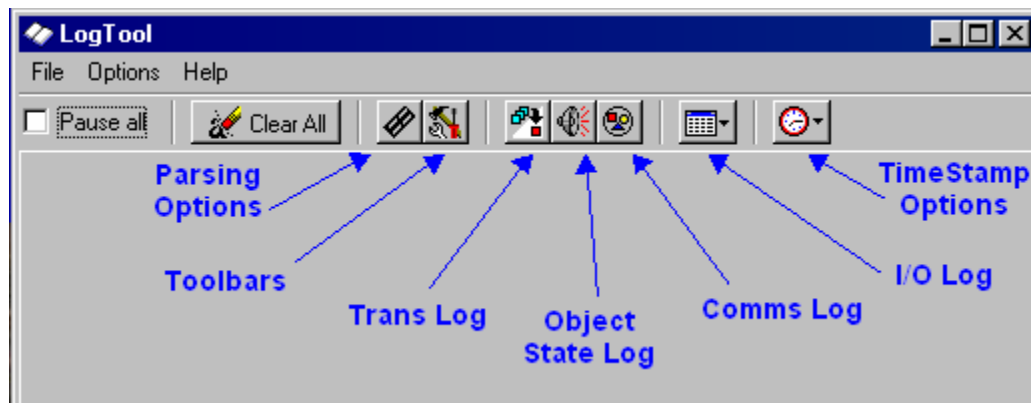 LogTool
File Options Help
Pause all Clear All
Parsing
Options
TimeStamp
Options
Toolbars
I/O Log
Trans Log
Object
State Log
Comms Log